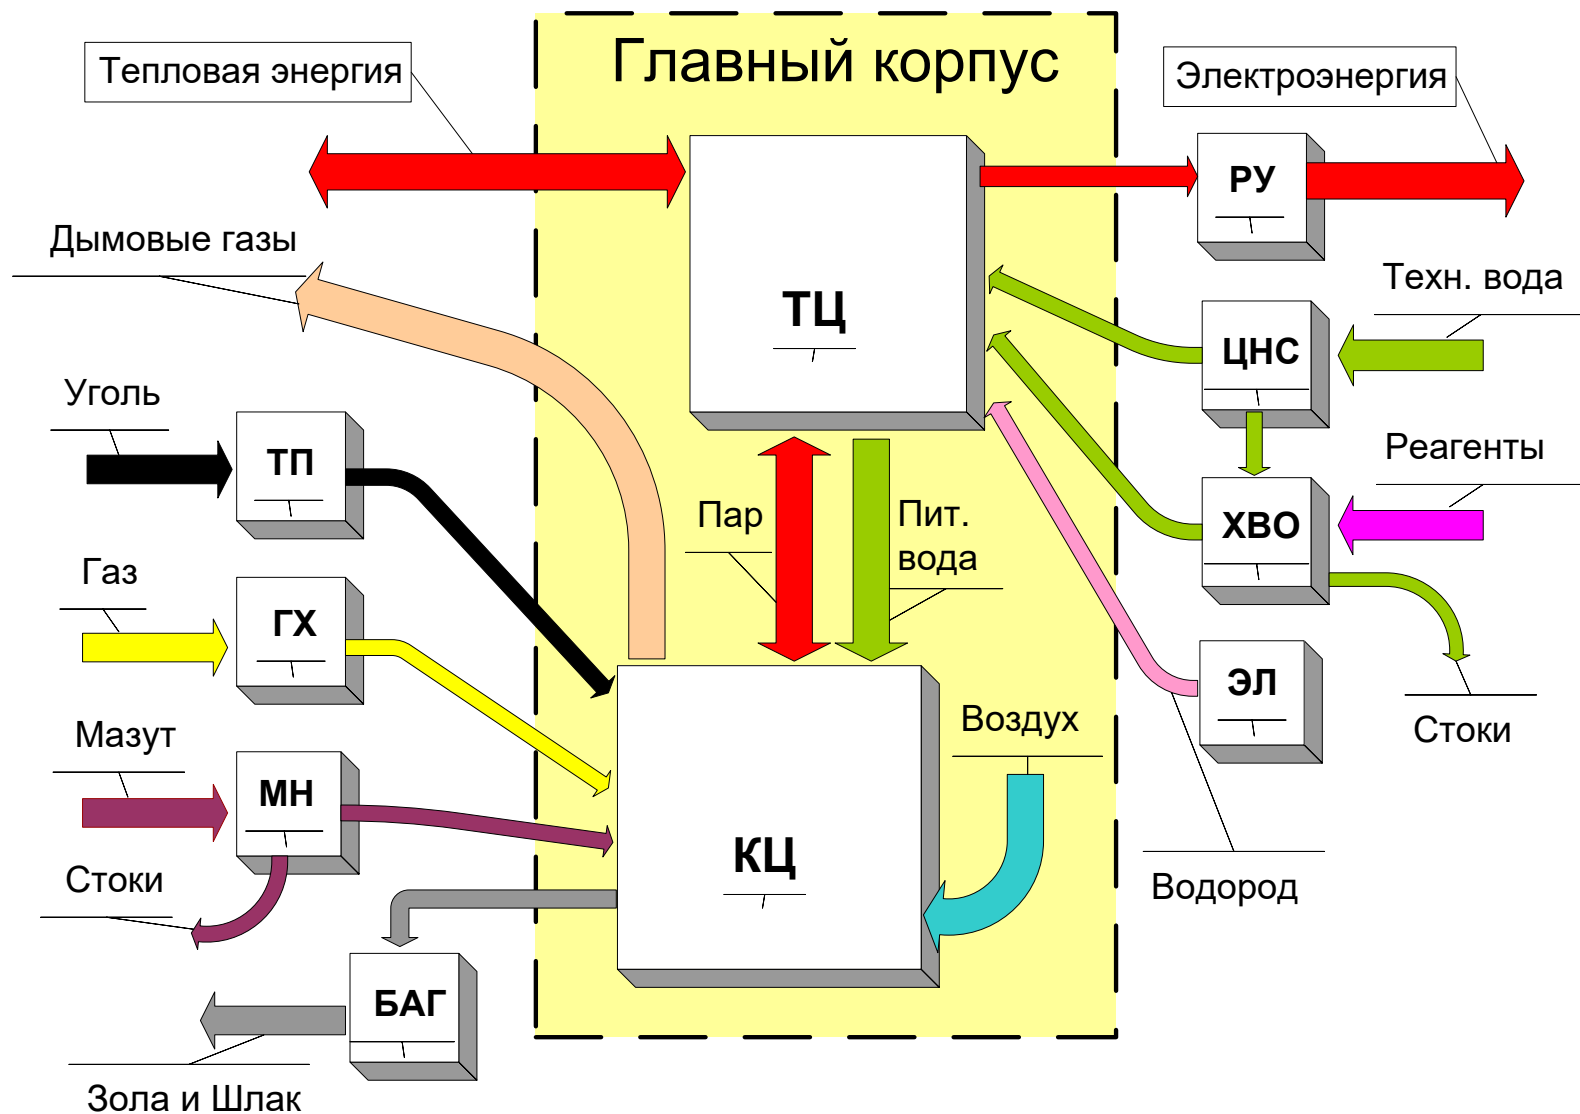 Главный корпус
Тепловая энергия
Электроэнергия
РУ
Дымовые газы
Техн. вода
ТЦ
ЦНС
Уголь
ТП
Реагенты
Пар
Пит.
вода
ХВО
Газ
ГХ
ЭЛ
Мазут
Воздух
Стоки
МН
КЦ
Стоки
Водород
БАГ
Зола и Шлак